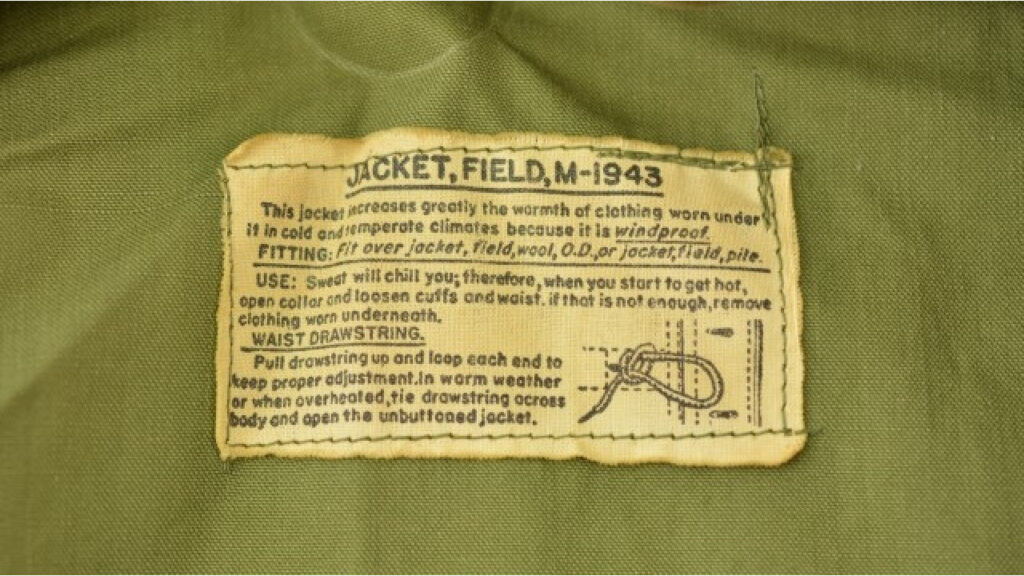 JACKET, FIELD, M-1943
This jacket increases greatly the warmth of clothing worn under
it in cold and temperate climates because it is windproof.
FITTING: Fit over jacket, field, wool, O.D., or jacket, field, pile.
USE: Sweat will chill you; therefore, when you start to get hot,
open collar and loosen cuffs and waist. if that is not enough, remove
clothing worn underneath.
WAIST DRAWSTRING.
Pull drawstring up and loop each end to
keep proper adjustment. In warm weather
or when overheated, tie drawstring across
body and open the unbuttoned jacket.